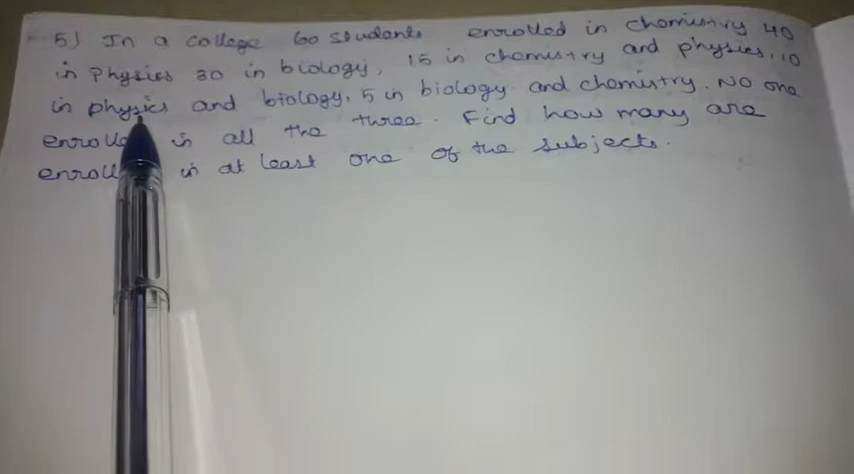 5) In a college 60 students enrolled in chemistry 40
in Physics 30 in biology, 15 in chemistry and physics, 10
in physics and biology, 5 in biology and chemistry. No one
in all the three. Find how many are
in at least one of the subjects.